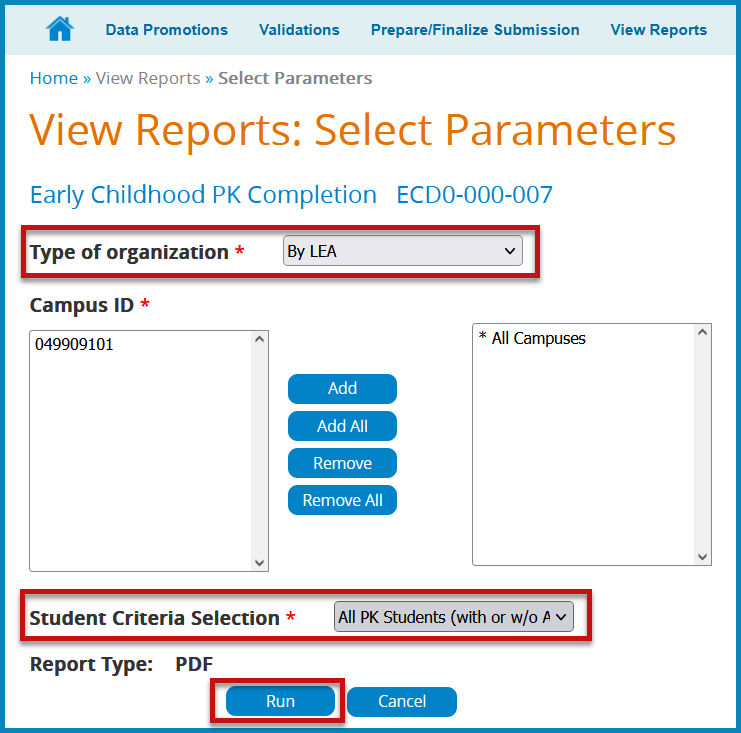 Data Promotions Validations Prepare/Finalize Submission View Reports
Home » View Reports » Select Parameters
View Reports: Select Parameters
Early Childhood PK Completion ECD0-000-007
Type of organization * By LEA
Campus ID *
049909101
* All Campuses
Add
Add All
Remove
Remove All
Student Criteria Selection * All PK Students (with or w/o A
Report Type: PDF
Run Cancel